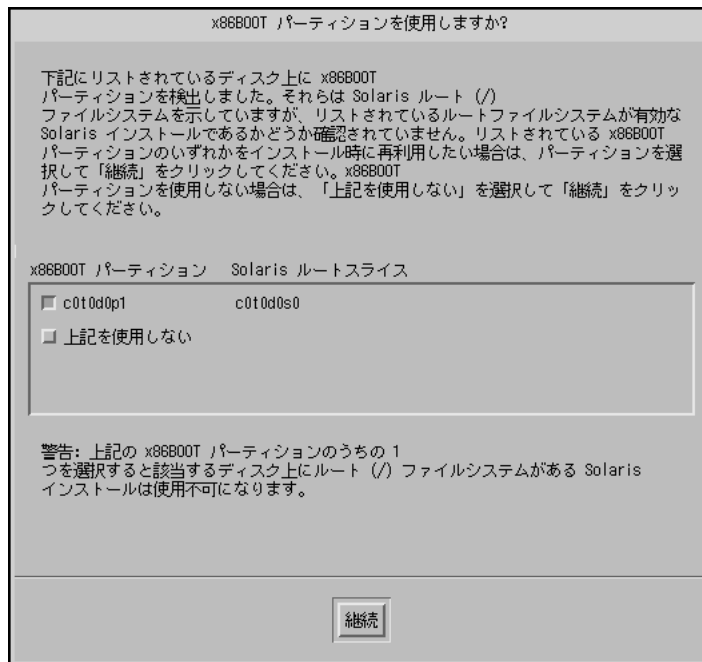 x86BOOT パーティションを使用しますか?
下記にリストされているディスク上に x86BOOT
パーティションを検出しました。それらは Solaris ルート (/)
ファイルシステムを示していますが、リストされているルートファイルシステムが有効な
Solaris インストールであるかどうか確認されていません。リストされている x86BOOT
パーティションのいずれかをインストール時に再利用したい場合は、パーティションを選
択して「継続」をクリックしてください。x86BOOT
パーティションを使用しない場合は、「上記を使用しない」を選択して「継続」をクリッ
クしてください。
x86BOOT パーティション Solaris ルートスライス
c0t0d0p1 c0t0d0s0
上記を使用しない
警告: 上記の x86BOOT パーティションのうちの 1
つを選択すると該当するディスク上にルート (/) ファイルシステムがある Solaris
インストールは使用不可になります。
継続